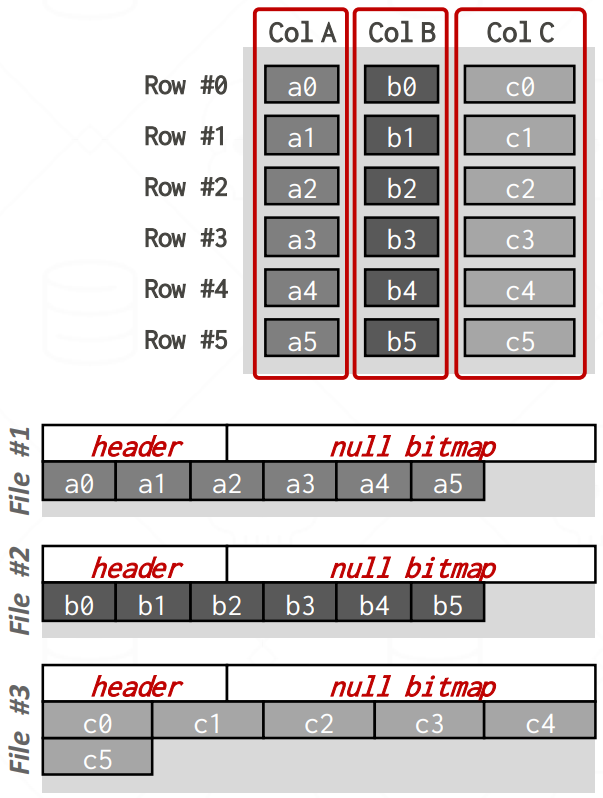 Col A Col B Col C
Row #0 a0 b0 c0
Row #1 a1 b1 c1
Row #2 a2 b2 c2
Row #3 a3 b3 c3
Row #4 a4 b4 c4
Row #5 a5 b5 c5
File #1
header null bitmap
a0 a1 a2 a3 a4 a5
File #2
header null bitmap
b0 b1 b2 b3 b4 b5
File #3
header null bitmap
c0 c1 c2 c3 c4
c5